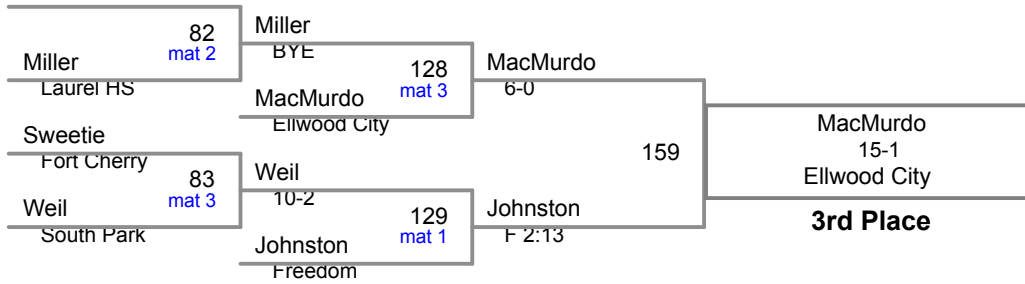 82
mat 2
Miller
Laurel HS
Sweetie
Fort Cherry
83
mat 3
Weil
South Park
Miller
BYE
128
mat 3
MacMurdo
Ellwood City
Weil
10-2
129
mat 1
Johnston
Freedom
MacMurdo
6-0
159
Johnston
F 2:13
MacMurdo
15-1
Ellwood City
3rd Place